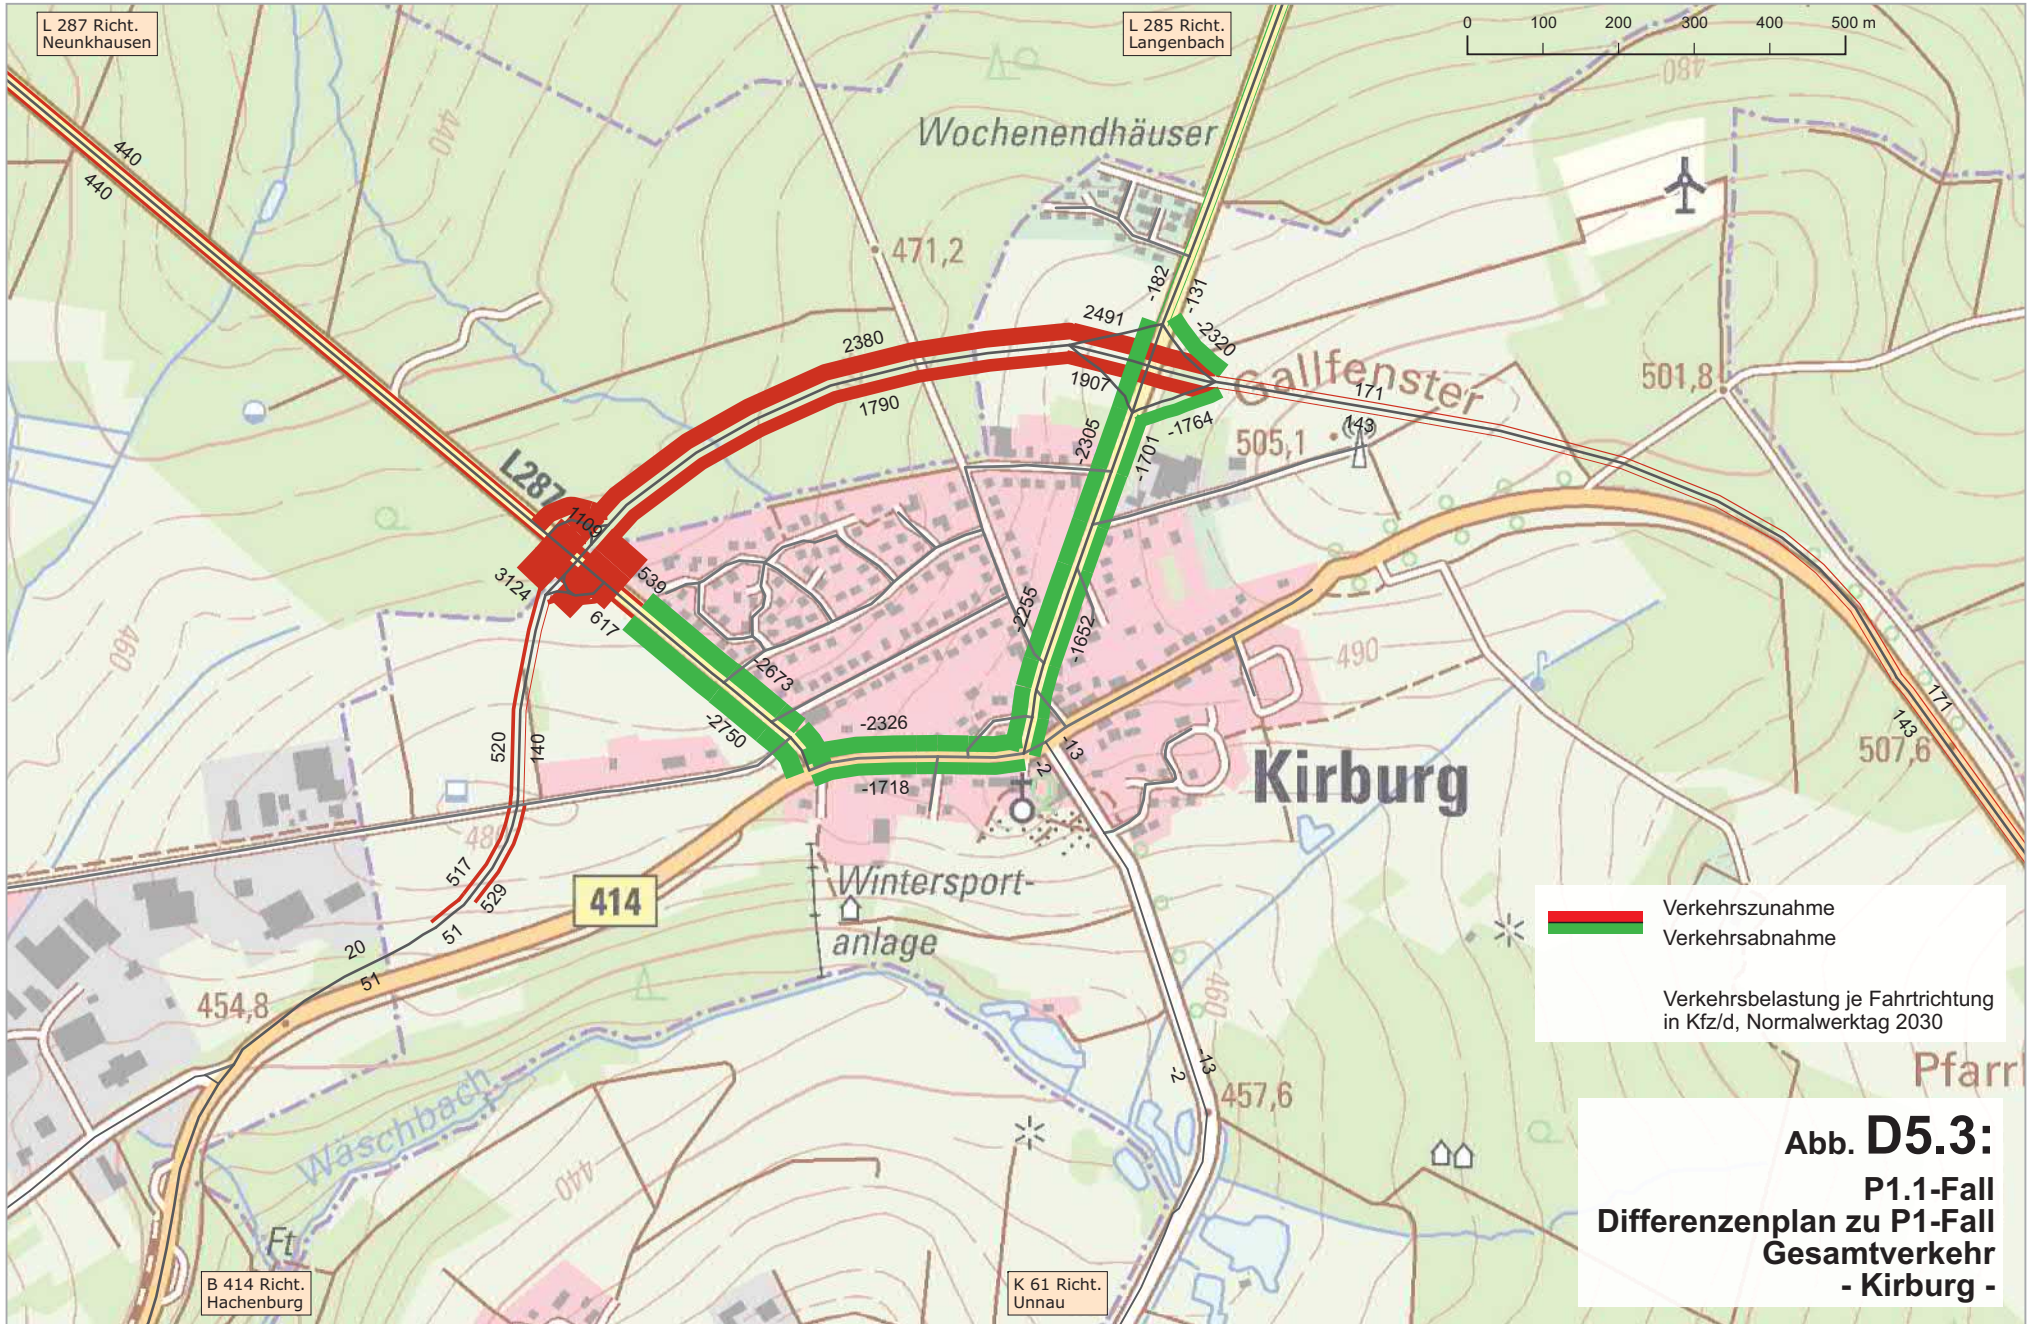 L 287 Richt.
Neunkhausen
L 285 Richt.
Langenbach
0 100 200 300 400 500 m
480
440
440
440
Wochenendhäuser
471,2
-182
-131
2491
-2320
2380
1907
1790
Gallfenster
171
143
501,8
505,1
-1764
-2305
-1701
L287
1109
3124
539
617
-2255
-1652
460
490
-2673
-2750
-2326
-1718
-13
-2
520
140
Kirburg
171
143
507,6
480
517
529
414
Wintersport-
anlage
20
51
51
454,8
460
Verkehrszunahme
Verkehrsabnahme
Verkehrsbelastung je Fahrtrichtung
in Kfz/d, Normalwerktag 2030
Pfarr
-13
-2
457,6
Wäschbach
440
Ft
B 414 Richt.
Hachenburg
K 61 Richt.
Unnau
Abb. D5.3:
P1.1-Fall
Differenzenplan zu P1-Fall
Gesamtverkehr
- Kirburg -